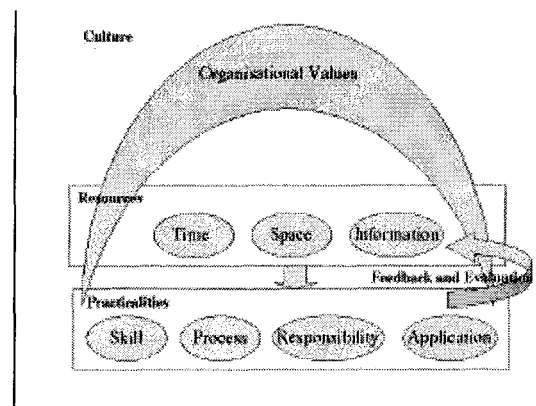 Culture
Organisational Values
Resources
Time Space Information
Feedback and Evaluation
Practicalities
Skill Process Responsibility Application